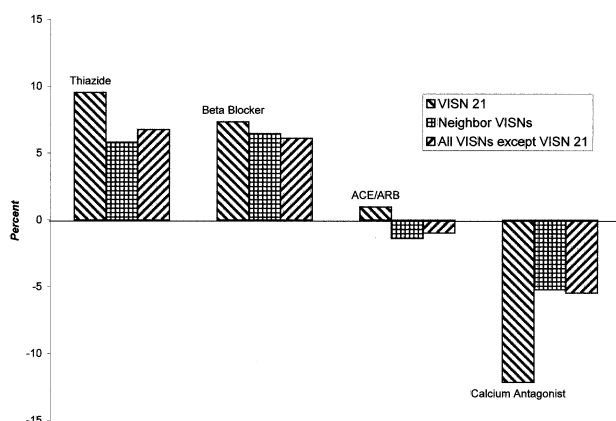 15
Thiazide
10
Beta Blocker
VISN 21
Neighbor VISNs
All VISNs except VISN 21
5
ACE/ARB
Percent
0
-5
-10
Calcium Antagonist
-15